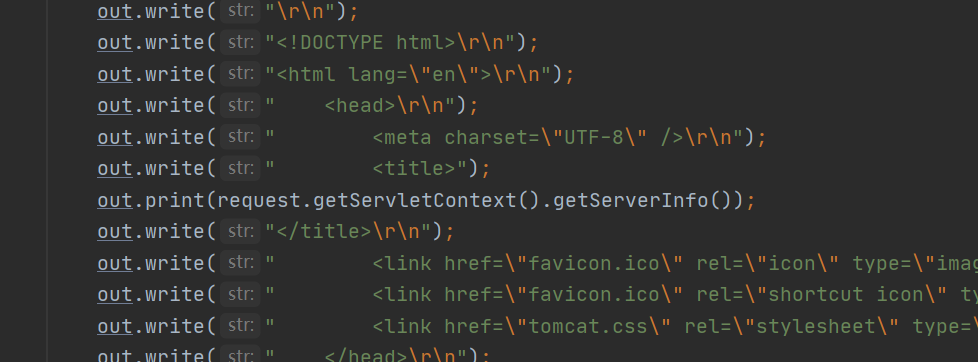 out.write( str: "\r\n");
out.write( str: "<!DOCTYPE html>\r\n");
out.write( str: "<html lang=\"en\">\r\n");
out.write( str: "    <head>\r\n");
out.write( str: "        <meta charset=\"UTF-8\" />\r\n");
out.write( str: "        <title>");
out.print(request.getServletContext().getServerInfo());
out.write( str: "</title>\r\n");
out.write( str: "        <link href=\"favicon.ico\" rel=\"icon\" type=\"imag
out.write( str: "        <link href=\"favicon.ico\" rel=\"shortcut icon\" ty
out.write( str: "        <link href=\"tomcat.css\" rel=\"stylesheet\" type=\
out.write( str: "    </head>\r\n");